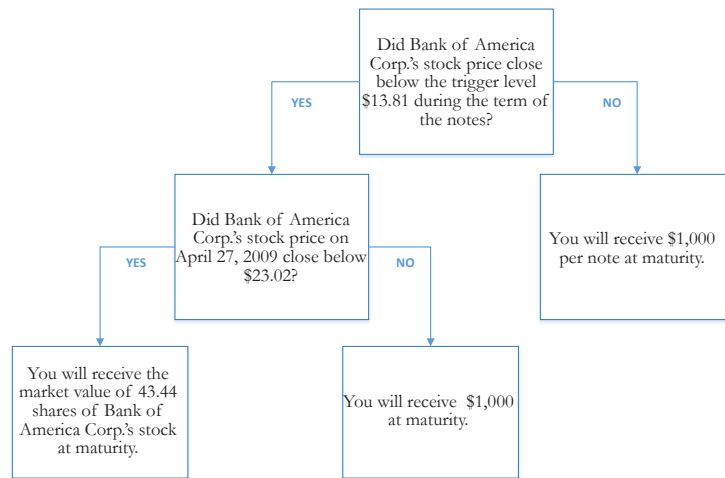 Did Bank of America
Corp.'s stock price close
below the trigger level
$13.81 during the term of
the notes?
YES
NO
Did Bank of America
Corp.'s stock price on
April 27, 2009 close below
$23.02?
You will receive $1,000
per note at maturity.
YES
NO
You will receive the
market value of 43.44
shares of Bank of
America Corp.'s stock
at maturity.
You will receive $1,000
at maturity.